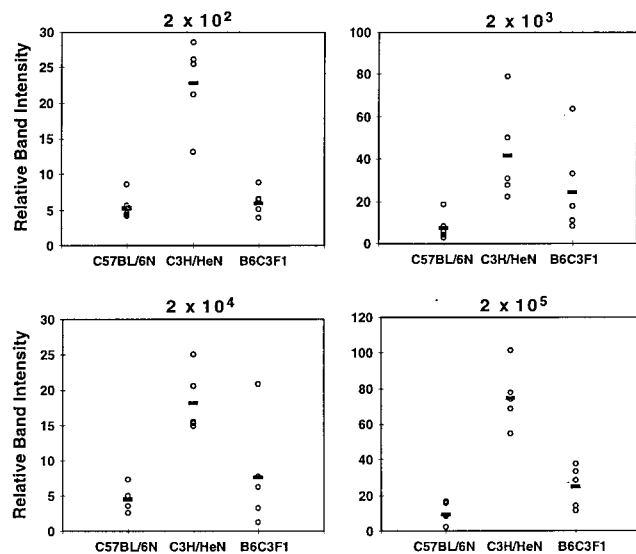 2 x 10²
2 x 10³
Relative Band Intensity
30
25
20
15
10
5
0
100
80
60
40
20
0
C57BL/6N C3H/HeN B6C3F1
C57BL/6N C3H/HeN B6C3F1
2 x 10⁴
2 x 10⁵
Relative Band Intensity
30
25
20
15
10
5
0
120
100
80
60
40
20
0
C57BL/6N C3H/HeN B6C3F1
C57BL/6N C3H/HeN B6C3F1